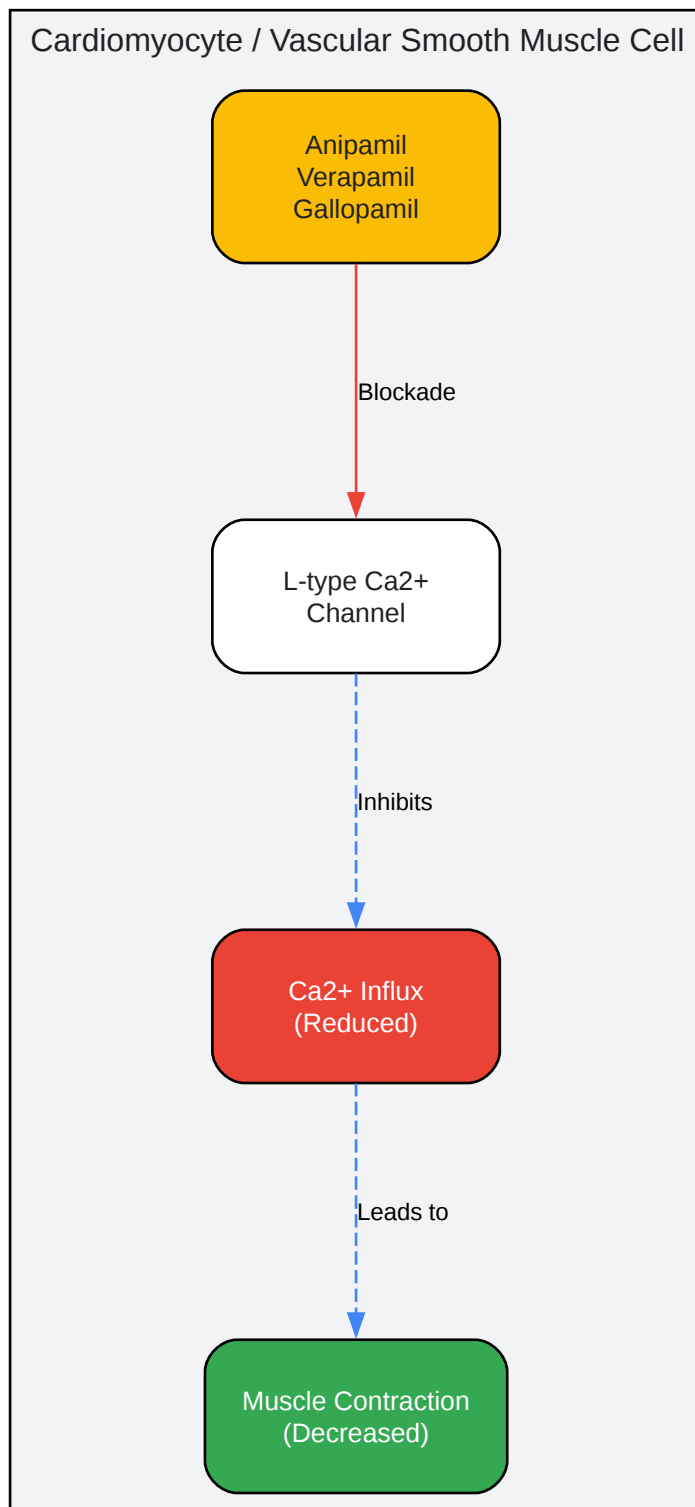 Cardiomyocyte / Vascular Smooth Muscle Cell
Anipamil
Verapamil
Gallopamil
Blockade
L-type Ca2+
Channel
Inhibits
Ca2+ Influx
(Reduced)
Leads to
Muscle Contraction
(Decreased)